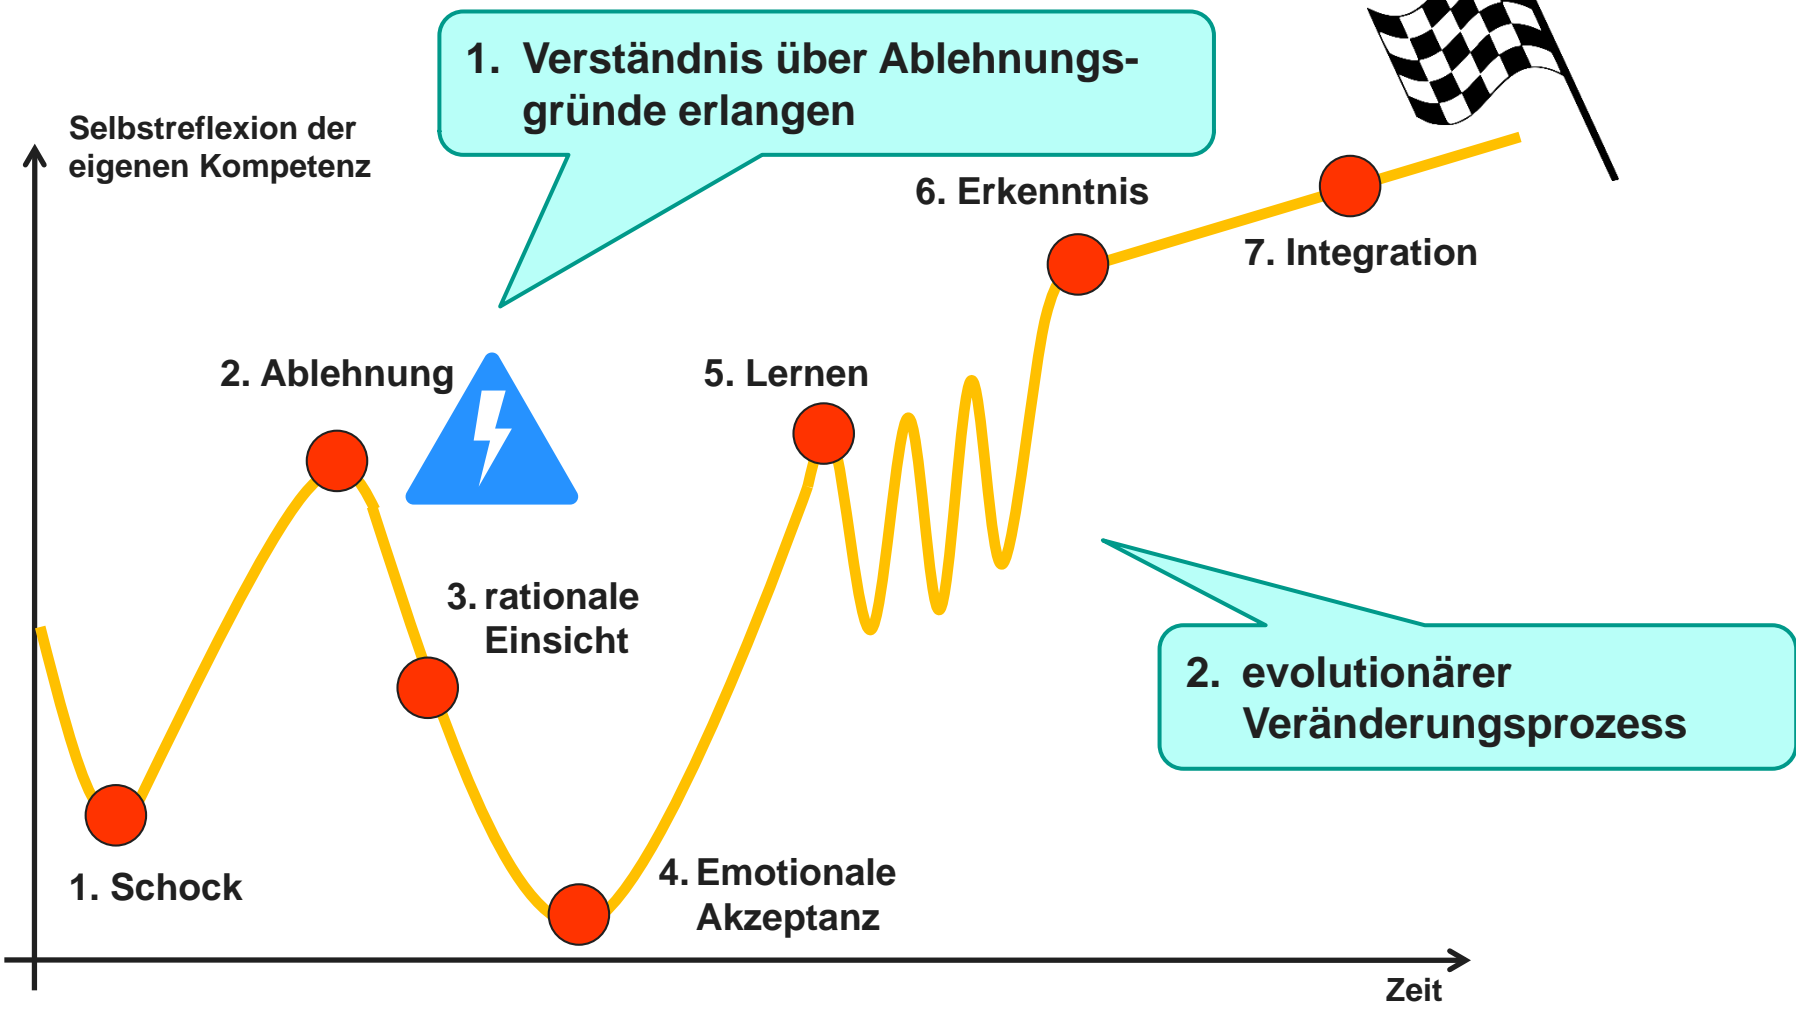 1. Verständnis über Ablehnungs-
gründe erlangen
Selbstreflexion der
eigenen Kompetenz
6. Erkenntnis
7. Integration
2. Ablehnung
5. Lernen
3. rationale
Einsicht
2. evolutionärer
Veränderungsprozess
4. Emotionale
Akzeptanz
1. Schock
Zeit